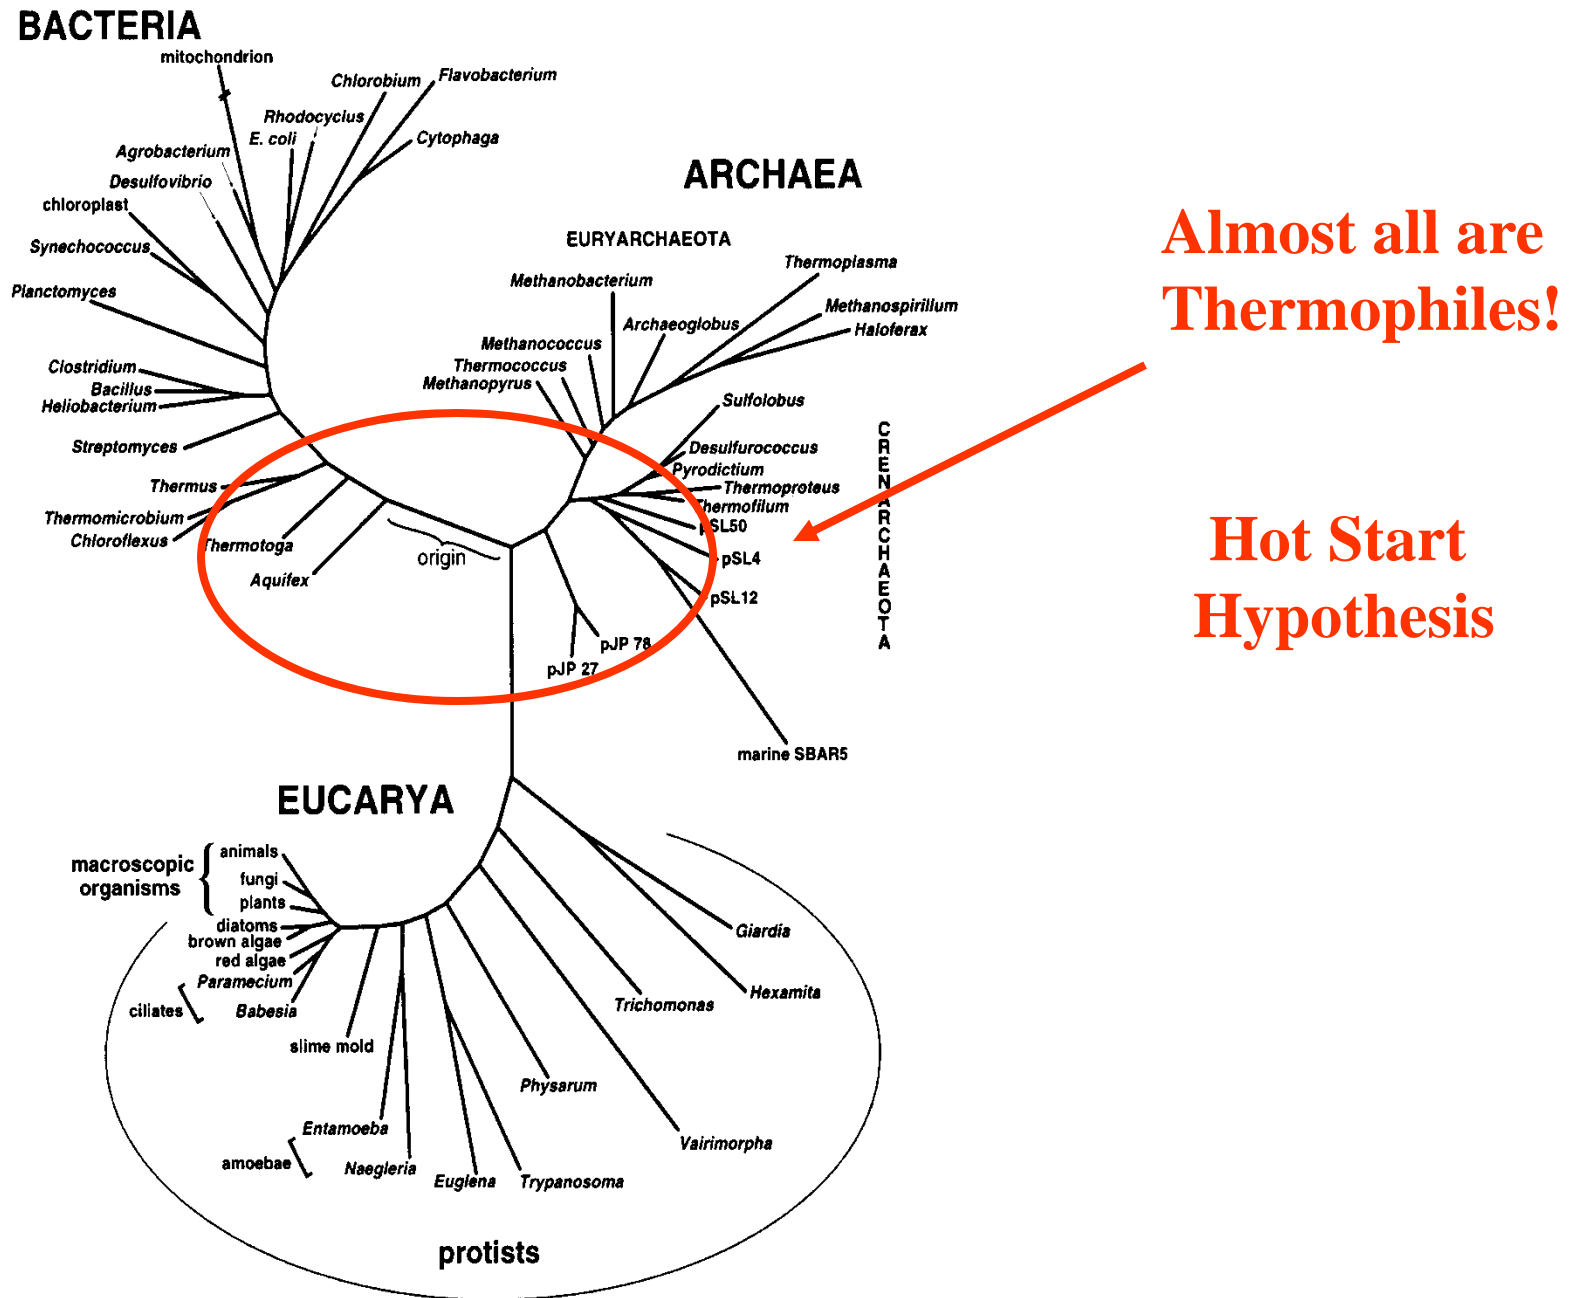 BACTERIA
mitochondrion
Chlorobium
Flavobacterium
Rhodocycius
E. coli
Cytophaga
Agrobacterium
Desulfovibrio
chloroplast
Synechococcus
Planctomyces
Clostridium
Bacillus
Heliobacterium
Streptomyces
Thermus
Thermomicrobium
Chloroflexus
Thermotoga
Aquifex
origin
ARCHAEA
EURYARCHAEOTA
Methanobacterium
Thermoplasma
Archaeoglobus
Methanospirillum
Haloferax
Methanococcus
Thermococcus
Methanopyrus
Sulfolobus
Desulfurococcus
Pyrodictium
Thermoproteus
Thermofilum
pSL50
pSL4
pSL12
pJP 78
pJP 27
marine SBAR5
CRENARCHAEOTA
Almost all are
Thermophiles!
Hot Start
Hypothesis
EUCARYA
macroscopic
organisms
animals
fungi
plants
diatoms
brown algae
red algae
Paramecium
ciliates
Babesia
slime mold
Entamoeba
amoebae
Naegleria
Euglena
Trypanosoma
Physarum
Vairimorpha
Trichomonas
Hexamita
Giardia
protists